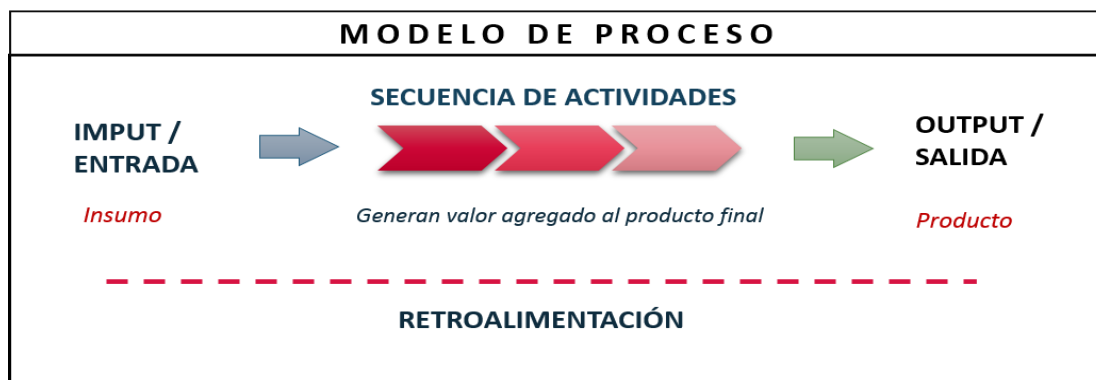 MODELO DE PROCESO
SECUENCIA DE ACTIVIDADES
IMPUT /
ENTRADA
OUTPUT /
SALIDA
Insumo
Generan valor agregado al producto final
Producto
RETROALIMENTACIÓN